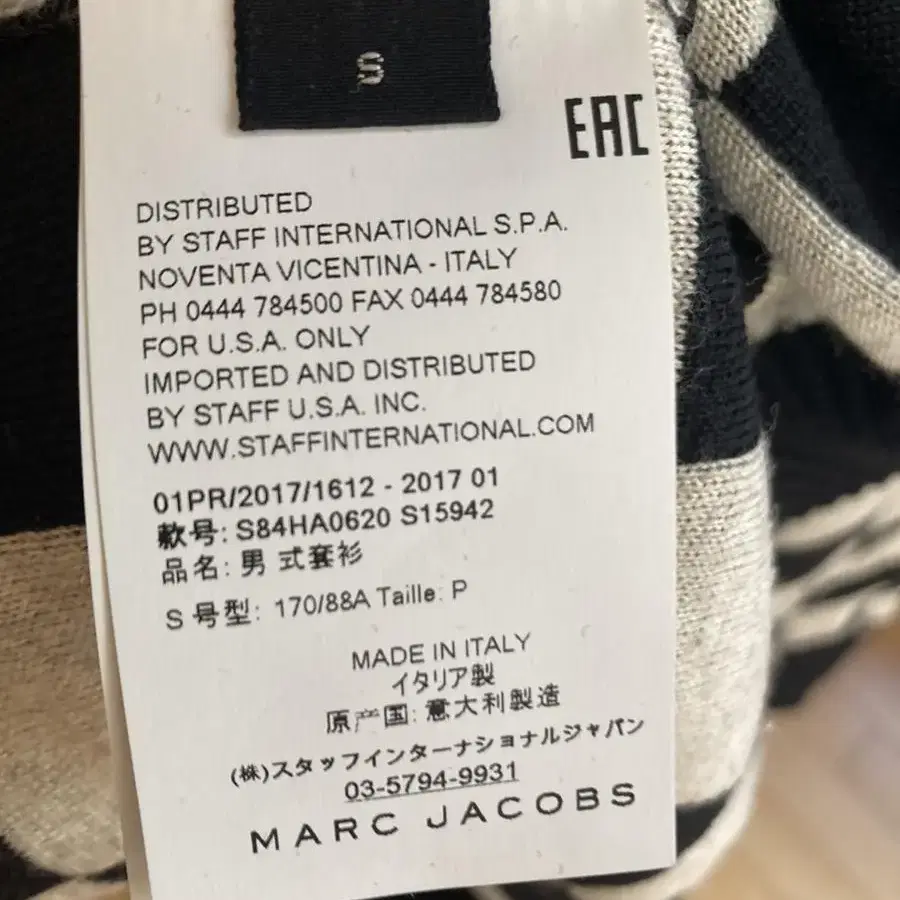 S
EAC
DISTRIBUTED
BY STAFF INTERNATIONAL S.P.A.
NOVENTA VICENTINA - ITALY
PH 0444 784500 FAX 0444 784580
FOR U.S.A. ONLY
IMPORTED AND DISTRIBUTED
BY STAFF U.S.A. INC.
WWW.STAFFINTERNATIONAL.COM
01PR/2017/1612 - 2017 01
款号: S84HA0620 S15942
品名: 男 式套衫
S 号型: 170/88A Taille: P
MADE IN ITALY
イタリア製
原产国: 意大利製造
(株)スタッフインターナショナルジャパン
03-5794-9931
MARC JACOBS